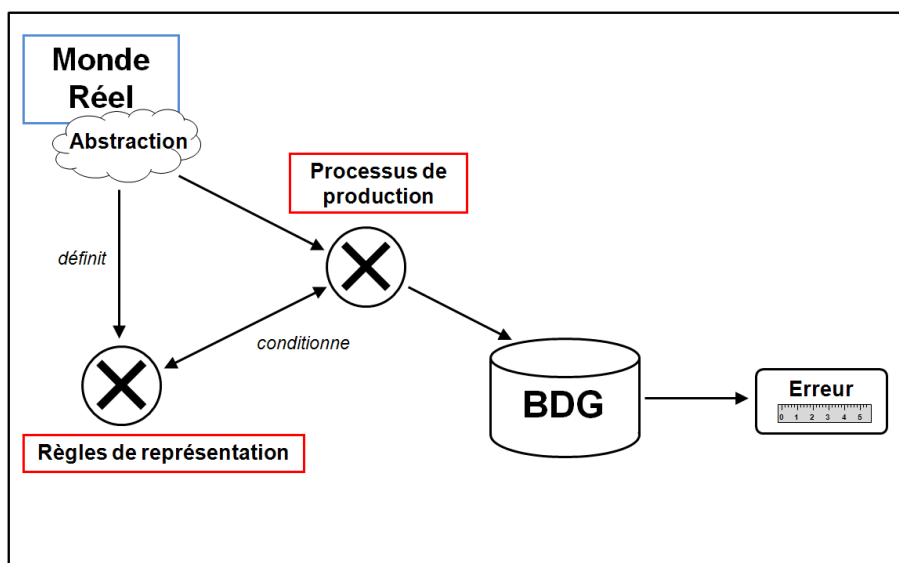 Monde
Réel
Abstraction
Processus de
production
définit
conditionne
Règles de représentation
BDG
Erreur
0 1 2 3 4 5